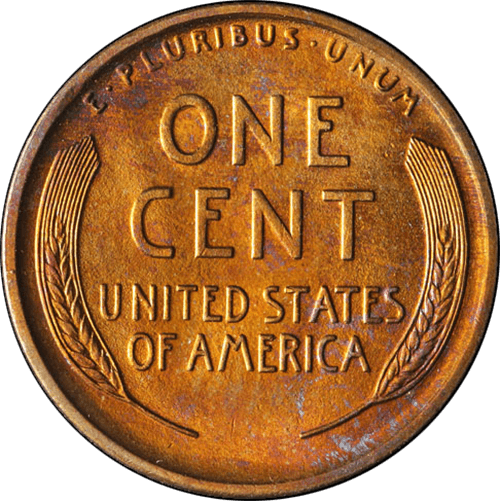 E·PLURIBUS·UNUM
ONE
CENT
UNITED STATES
OF AMERICA